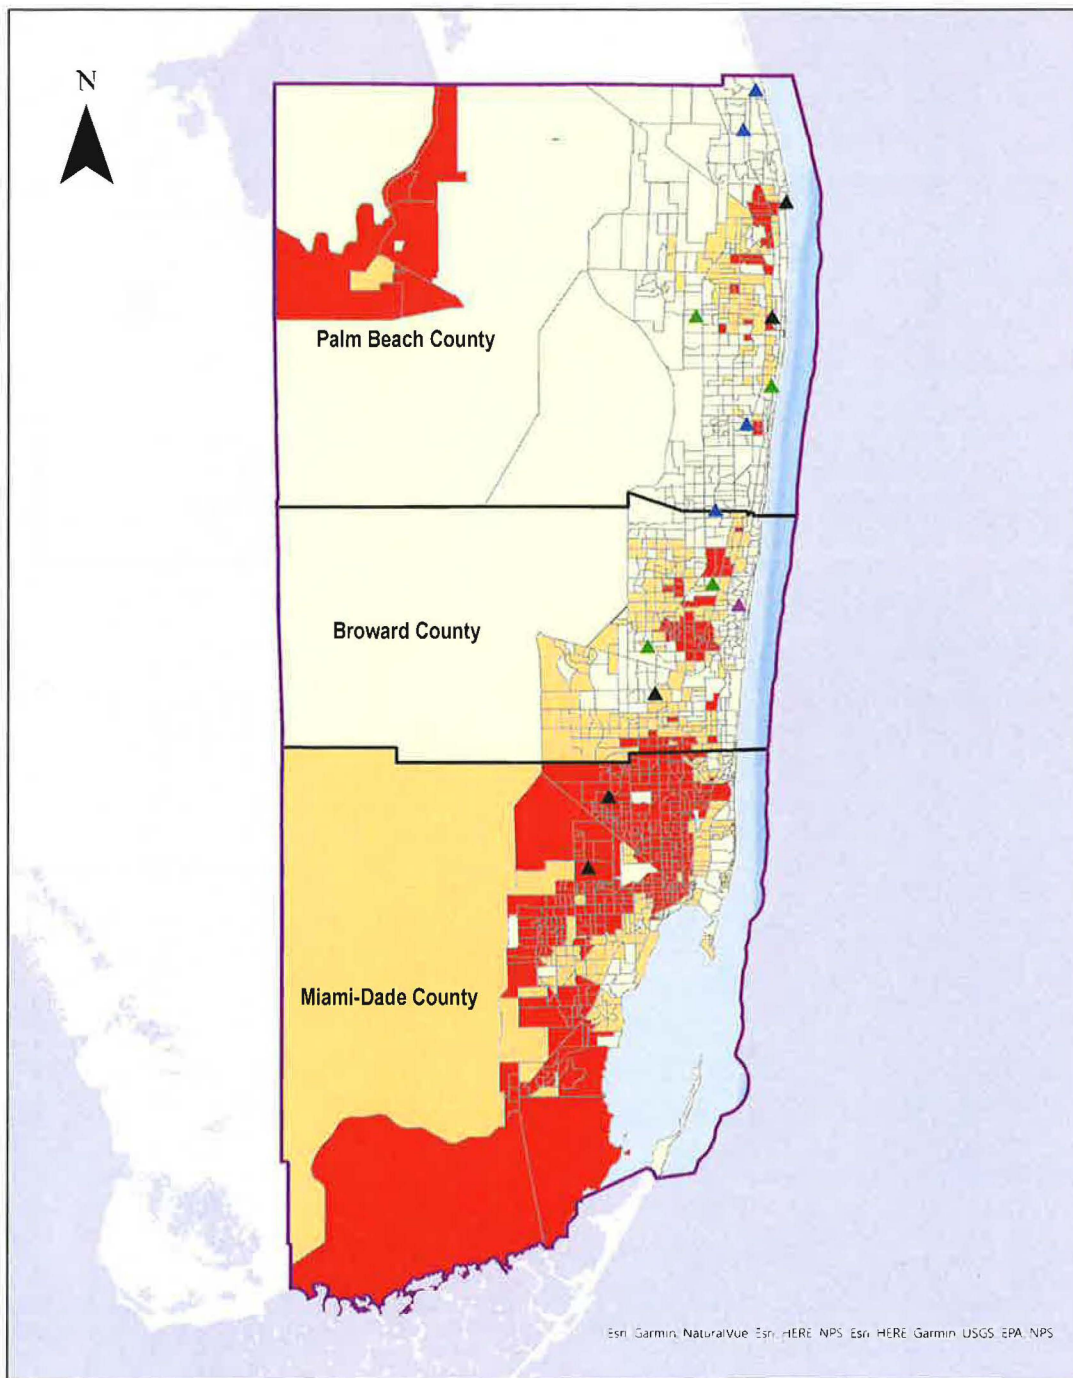 N
Palm Beach County
Broward County
Miami-Dade County
Esri, Garmin, NaturalVue, Esri, HERE, NPS, Esri, HERE, Garmin, USGS, EPA, NPS